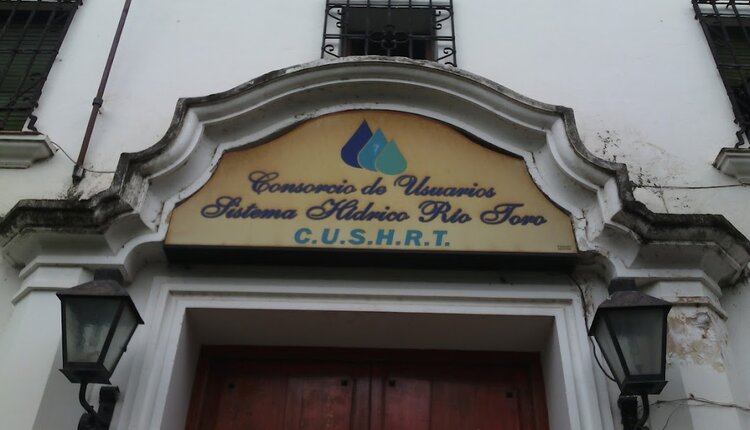 Consorcio de Usuarios
Sistema Hídrico Río Toro
C.U.S.H.R.T.